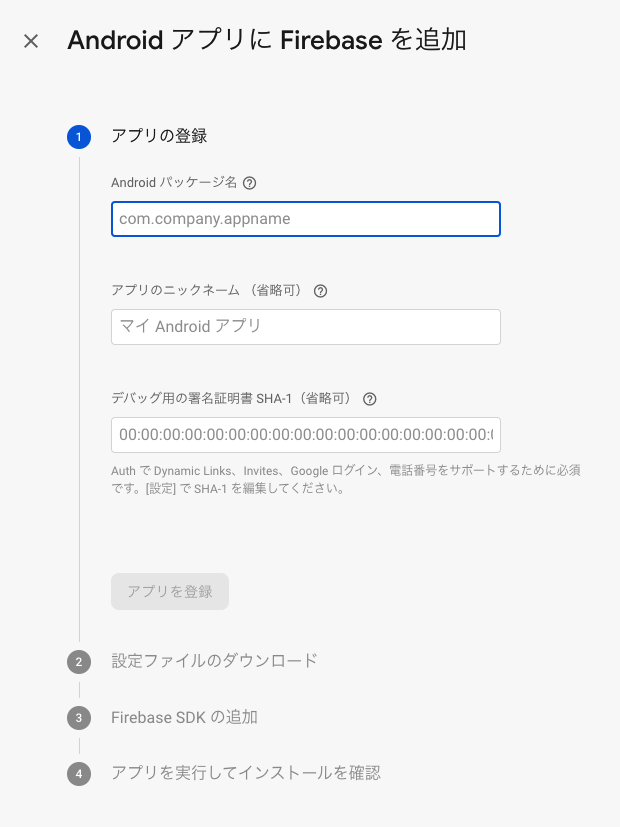 Android アプリに Firebase を追加
1 アプリの登録
Android パッケージ名
com.company.appname
アプリのニックネーム （省略可）
マイ Android アプリ
デバッグ用の署名証明書 SHA-1（省略可）
00:00:00:00:00:00:00:00:00:00:00:00:00:00:00:00:00:
Auth で Dynamic Links、Invites、Google ログイン、電話番号をサポートするために必須
です。[設定] で SHA-1 を編集してください。
アプリを登録
2 設定ファイルのダウンロード
3 Firebase SDK の追加
4 アプリを実行してインストールを確認